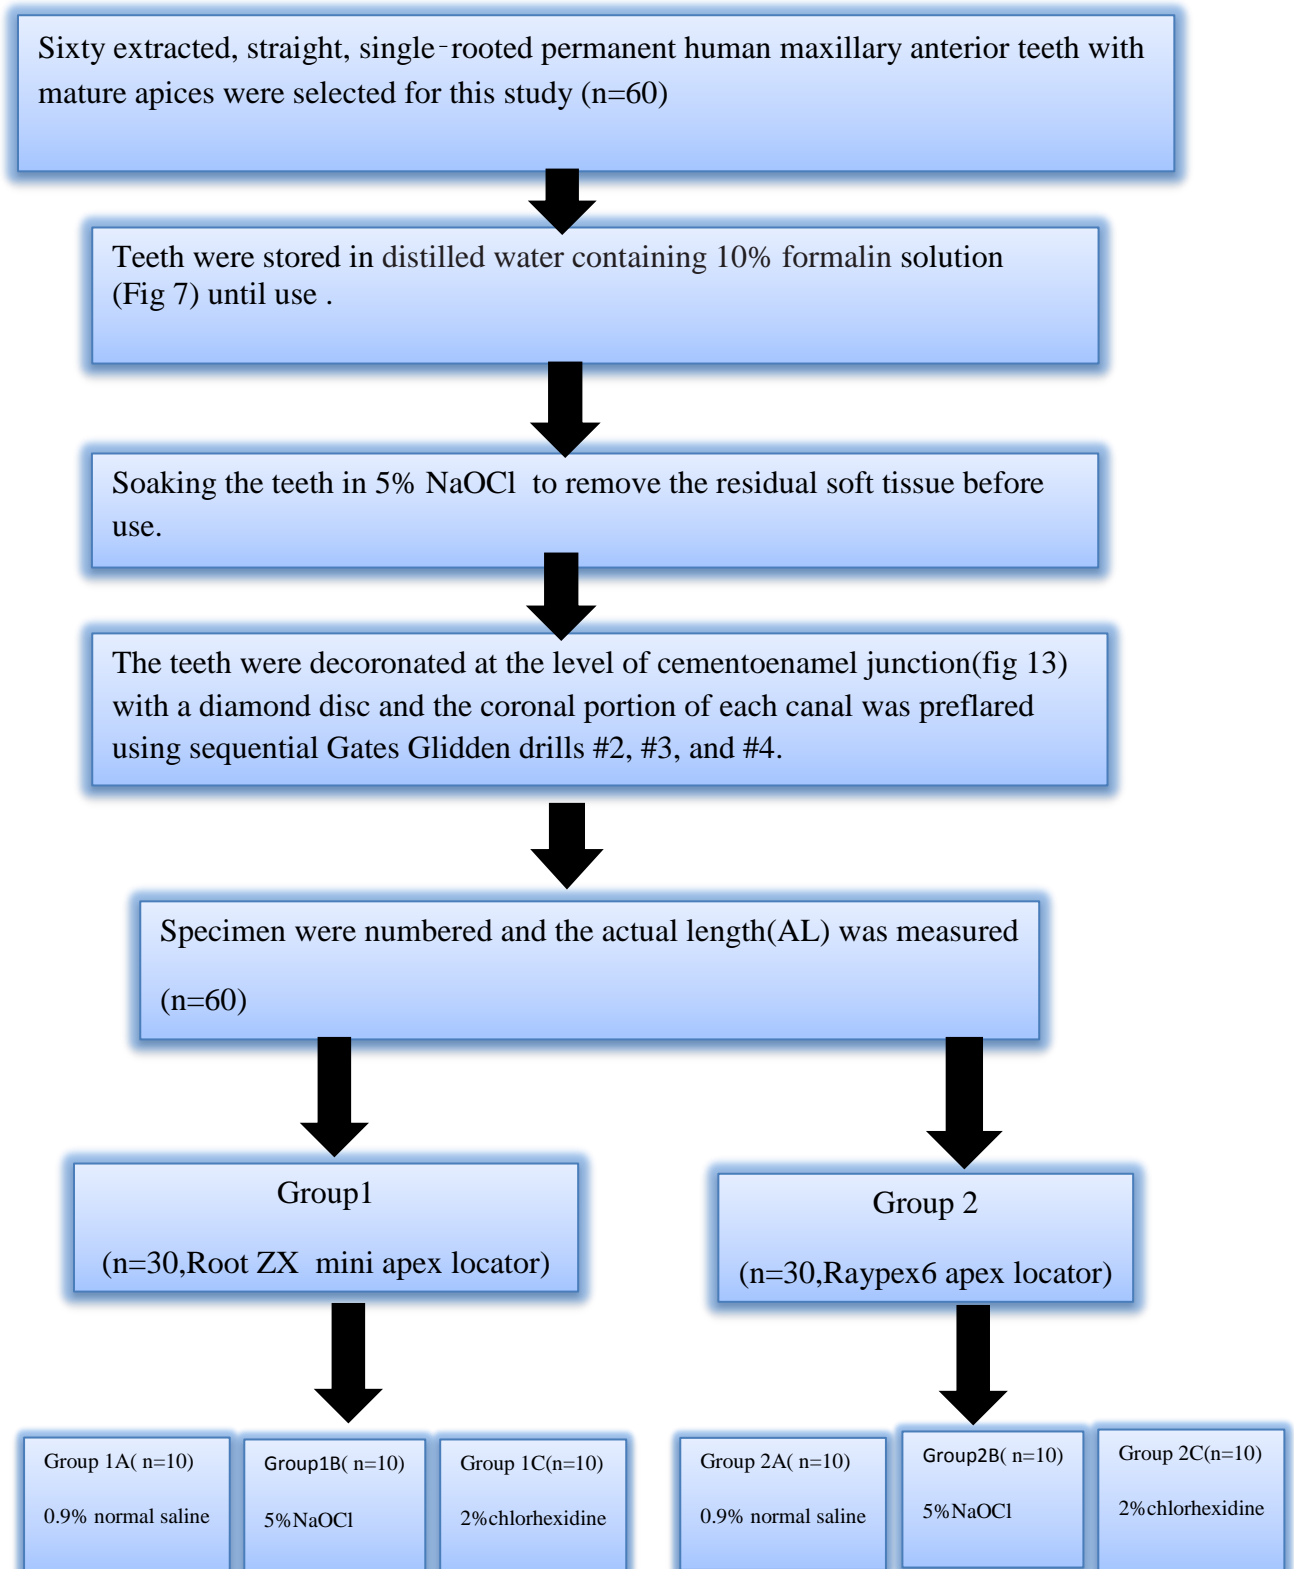 Sixty extracted, straight, single-rooted permanent human maxillary anterior teeth with
mature apices were selected for this study (n=60)
Teeth were stored in distilled water containing 10% formalin solution
(Fig 7) until use .
Soaking the teeth in 5% NaOCl to remove the residual soft tissue before
use.
The teeth were decoronated at the level of cementoenamel junction(fig 13)
with a diamond disc and the coronal portion of each canal was preflared
using sequential Gates Glidden drills #2, #3, and #4.
Specimen were numbered and the actual length(AL) was measured
(n=60)
Group1
(n=30,Root ZX mini apex locator)
Group 2
(n=30,Raypex6 apex locator)
Group 1A( n=10)
0.9% normal saline
Group1B( n=10)
5%NaOCl
Group 1C(n=10)
2%chlorhexidine
Group 2A( n=10)
0.9% normal saline
Group2B( n=10)
5%NaOCl
Group 2C(n=10)
2%chlorhexidine